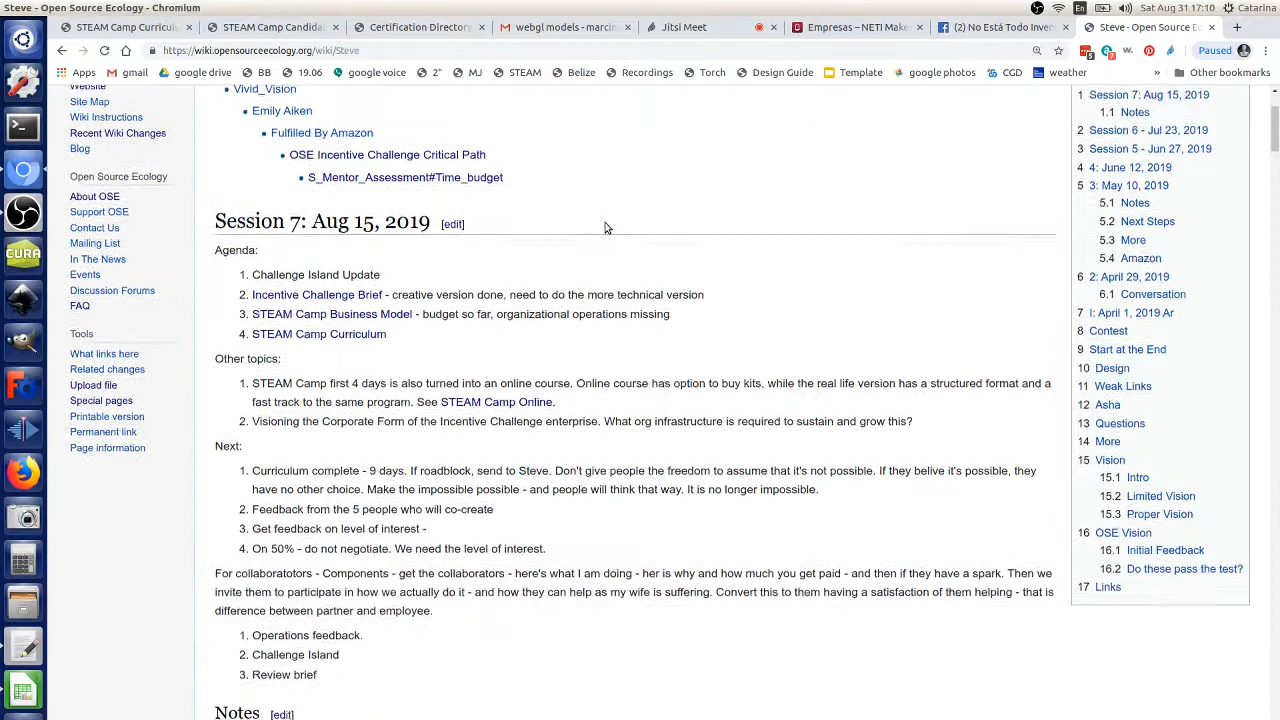 Steve - Open Source Ecology - Chromium
En
Sat Aug 31 17:10
Catarina
STEAM Camp Curricul
STEAM Camp Candidat
Certification Directory
webgl models - marcin
Jitsi Meet
Empresas – NETI Make
(2) No Está Todo Inven
Steve - Open Source Ec
https://wiki.opensourceecology.org/wiki/Steve
Paused
Apps
gmail
google drive
BB
19.06
google voice
2"
MJ
STEAM
Belize
Recordings
Torch
Design Guide
Template
google photos
CGD
weather
»
Other bookmarks
Website
Site Map
Wiki Instructions
Recent Wiki Changes
Blog
Open Source Ecology
About OSE
Support OSE
Contact Us
Mailing List
In The News
Events
Discussion Forums
FAQ
Tools
What links here
Related changes
Upload file
Special pages
Printable version
Permanent link
Page information
Vivid_Vision
Emily Aiken
Fulfilled By Amazon
OSE Incentive Challenge Critical Path
S_Mentor_Assessment#Time_budget
Session 7: Aug 15, 2019 [edit]
Agenda:
1. Challenge Island Update
2. Incentive Challenge Brief - creative version done, need to do the more technical version
3. STEAM Camp Business Model - budget so far, organizational operations missing
4. STEAM Camp Curriculum
Other topics:
1. STEAM Camp first 4 days is also turned into an online course. Online course has option to buy kits, while the real life version has a structured format and a
fast track to the same program. See STEAM Camp Online.
2. Visioning the Corporate Form of the Incentive Challenge enterprise. What org infrastructure is required to sustain and grow this?
Next:
1. Curriculum complete - 9 days. If roadblock, send to Steve. Don't give people the freedom to assume that it's not possible. If they belive it's possible, they
have no other choice. Make the impossible possible - and people will think that way. It is no longer impossible.
2. Feedback from the 5 people who will co-create
3. Get feedback on level of interest -
4. On 50% - do not negotiate. We need the level of interest.
For collaboraotors - Components - get the collaborators - here's what I am doing - her is why and how much you get paid - and then if they have a spark. Then we
invite them to participate in how we actually do it - and how they can help as my wife is suffering. Convert this to them having a satisfaction of them helping - that is
difference between partner and employee.
1. Operations feedback.
2. Challenge Island
3. Review brief
Notes [edit]
1 Session 7: Aug 15, 2019
1.1 Notes
2 Session 6 - Jul 23, 2019
3 Session 5 - Jun 27, 2019
4 4: June 12, 2019
5 3: May 10, 2019
5.1 Notes
5.2 Next Steps
5.3 More
5.4 Amazon
6 2: April 29, 2019
6.1 Conversation
7 I: April 1, 2019 Ar
8 Contest
9 Start at the End
10 Design
11 Weak Links
12 Asha
13 Questions
14 More
15 Vision
15.1 Intro
15.2 Limited Vision
15.3 Proper Vision
16 OSE Vision
16.1 Initial Feedback
16.2 Do these pass the test?
17 Links
CURA